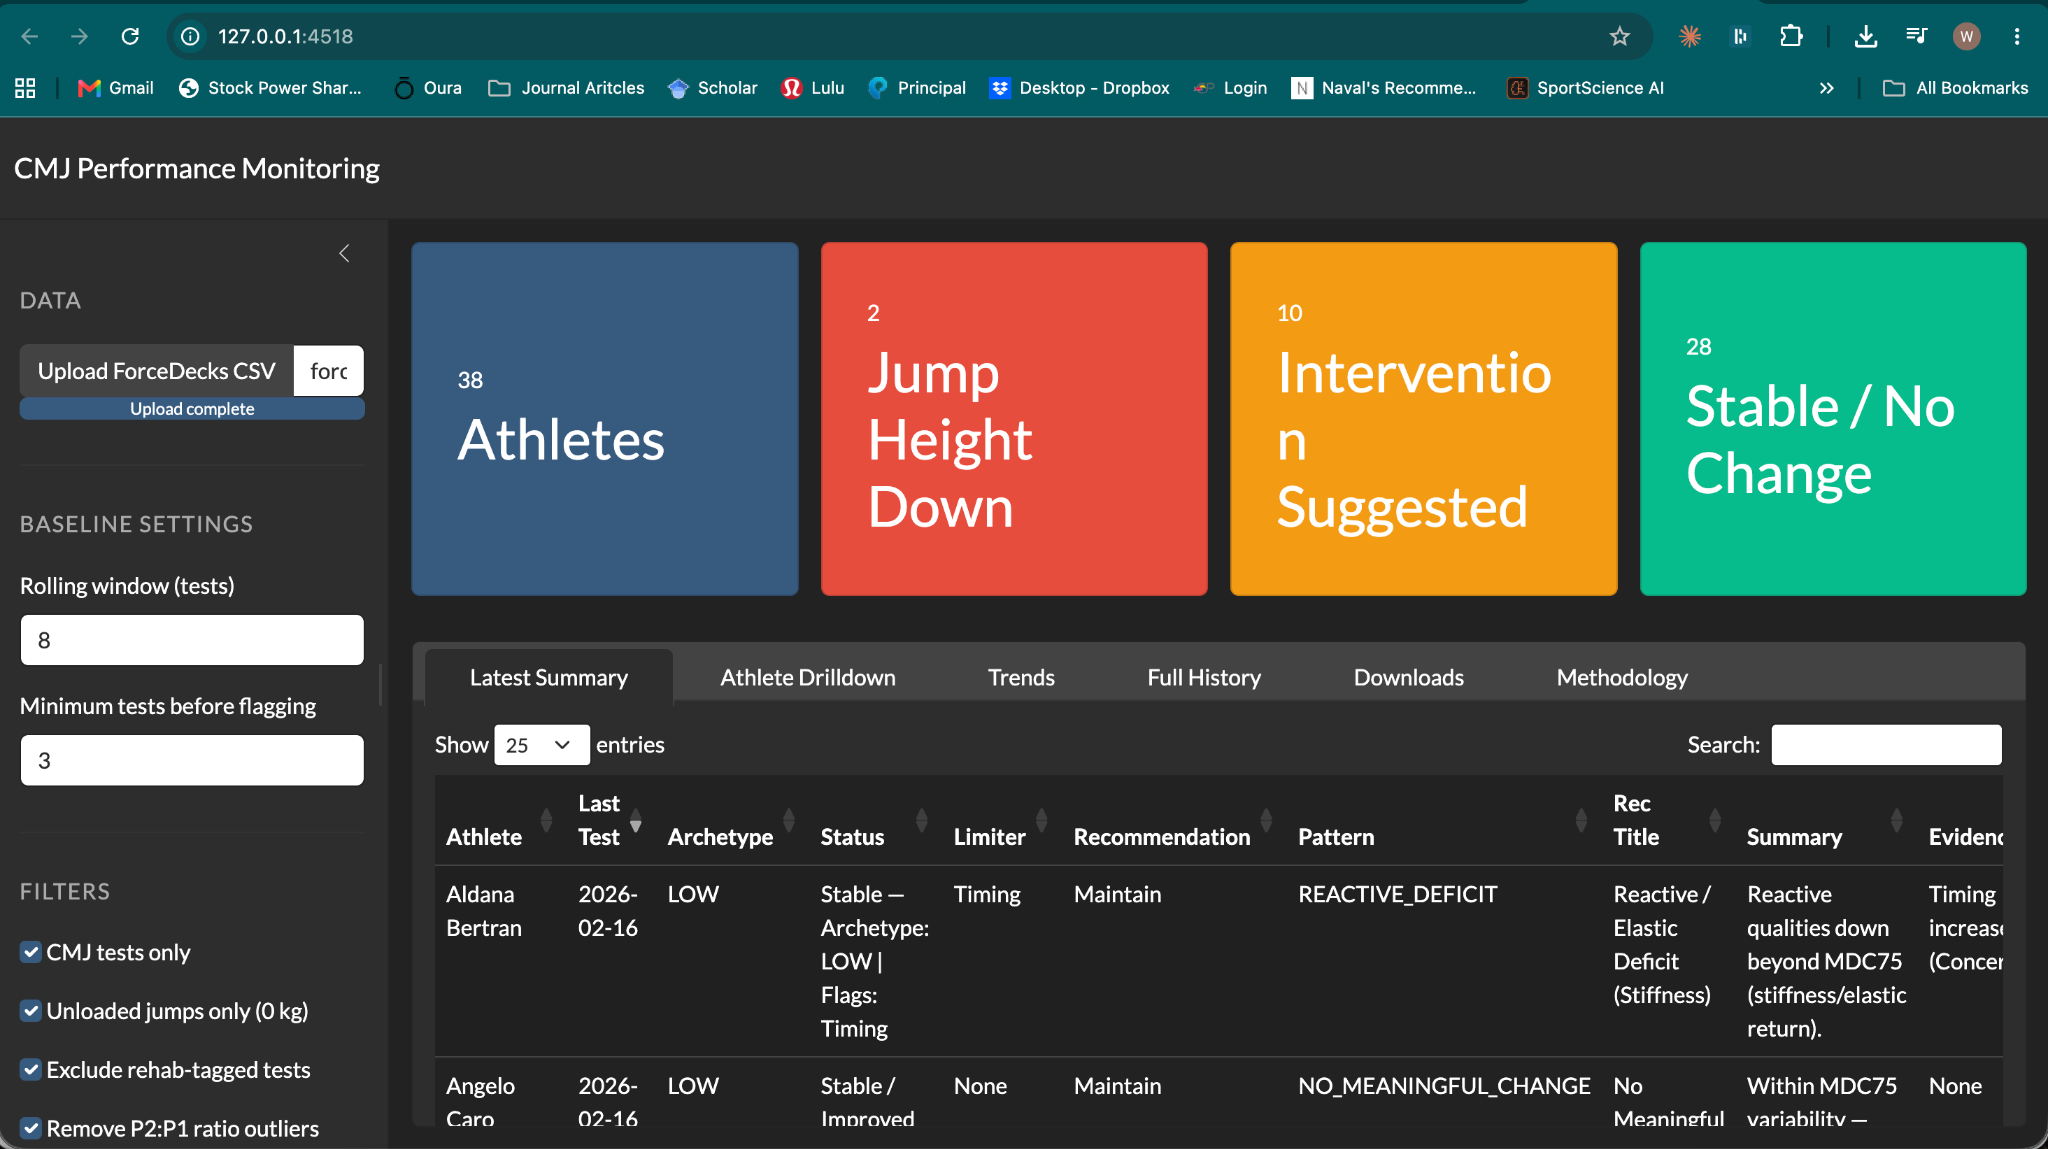 127.0.0.1:4518
W
Gmail
Stock Power Shar...
Oura
Journal Aritcles
Scholar
Lulu
Principal
Desktop - Dropbox
Login
N
Naval's Recomme...
SportScience AI
All Bookmarks
CMJ Performance Monitoring
DATA
Upload ForceDecks CSV
forc
Upload complete
BASELINE SETTINGS
Rolling window (tests)
8
Minimum tests before flagging
3
FILTERS
CMJ tests only
Unloaded jumps only (0 kg)
Exclude rehab-tagged tests
Remove P2:P1 ratio outliers
38
Athletes
2
Jump
Height
Down
10
Interventio
n
Suggested
28
Stable / No
Change
Latest Summary
Athlete Drilldown
Trends
Full History
Downloads
Methodology
Show 25 entries
Search:
Athlete
Last
Test
Archetype
Status
Limiter
Recommendation
Pattern
Rec
Title
Summary
Evidenc
Aldana
Bertran
2026-
02-16
LOW
Stable —
Archetype:
LOW |
Flags:
Timing
Timing
Maintain
REACTIVE_DEFICIT
Reactive /
Elastic
Deficit
(Stiffness)
Reactive
qualities down
beyond MDC75
(stiffness/elastic
return).
Timing
increase
(Concer
Angelo
Caro
2026-
02-16
LOW
Stable /
Improved
None
Maintain
NO_MEANINGFUL_CHANGE
No
Meaningful
Within MDC75
variability —
None